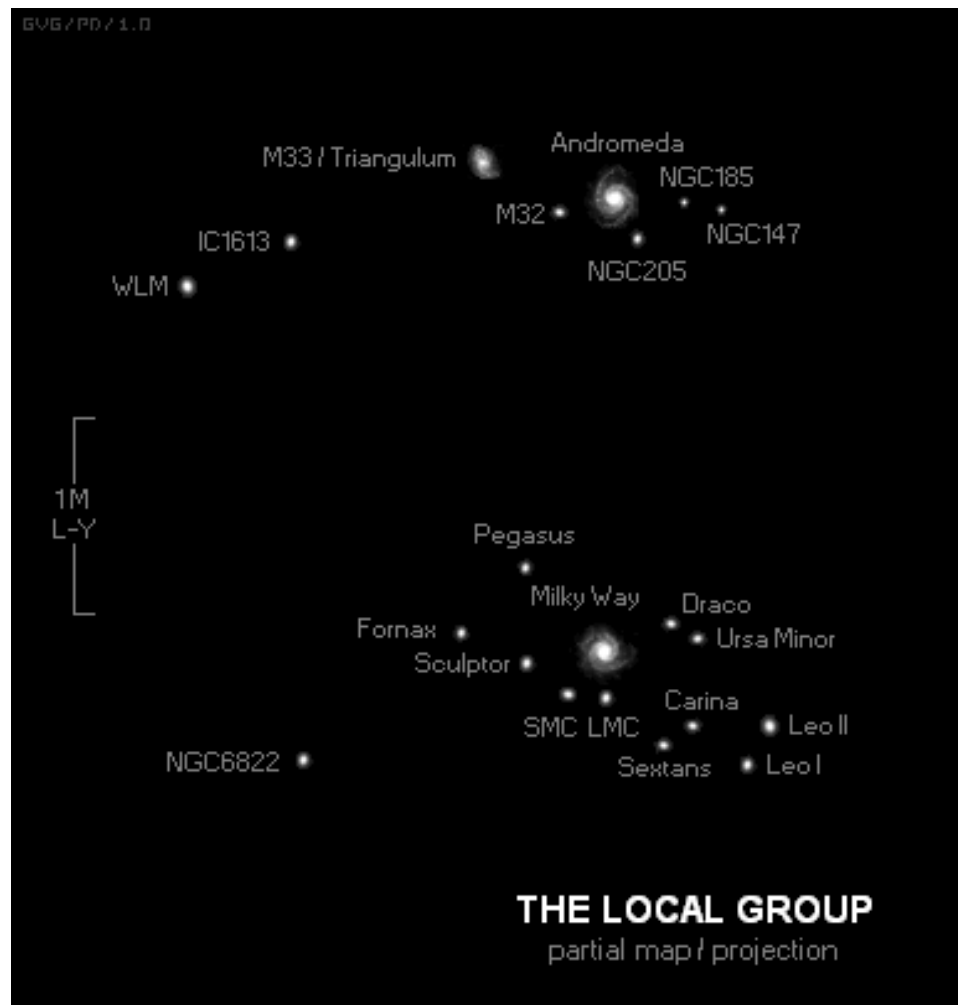 GVG/PD/1.0
Andromeda
M33 / Triangulum
NGC185
M32
NGC147
IC1613
NGC205
WLM
1M
L-Y
Pegasus
Milky Way
Draco
Fornax
Ursa Minor
Sculptor
Carina
SMC LMC
Leo II
NGC6822
Sextans
Leo I
THE LOCAL GROUP
partial map / projection